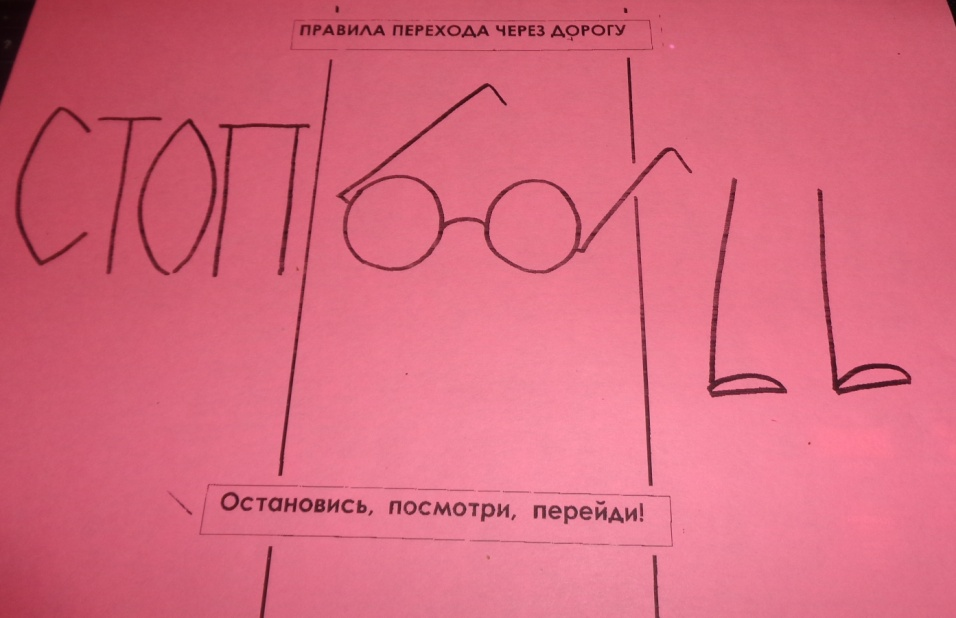 ПРАВИЛА ПЕРЕХОДА ЧЕРЕЗ ДОРОГУ
СТОП
Остановись, посмотри, перейди!